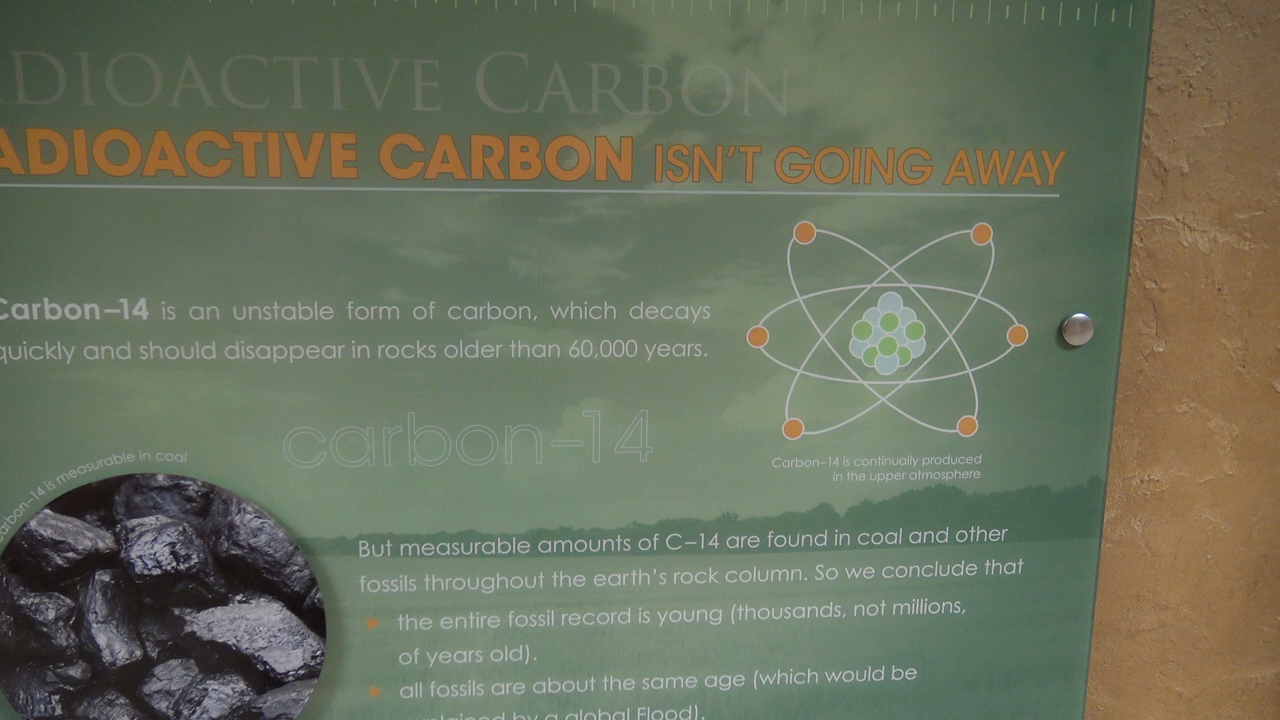 ADIOACTIVE CARBON
ADIOACTIVE CARBON ISN'T GOING AWAY
Carbon–14 is an unstable form of carbon, which decays
quickly and should disappear in rocks older than 60,000 years.
carbon–14
Carbon–14 is continually produced
in the upper atmosphere
carbon–14 is measurable in coal
But measurable amounts of C–14 are found in coal and other
fossils throughout the earth's rock column. So we conclude that
the entire fossil record is young (thousands, not millions,
of years old).
all fossils are about the same age (which would be
explained by a global Flood).